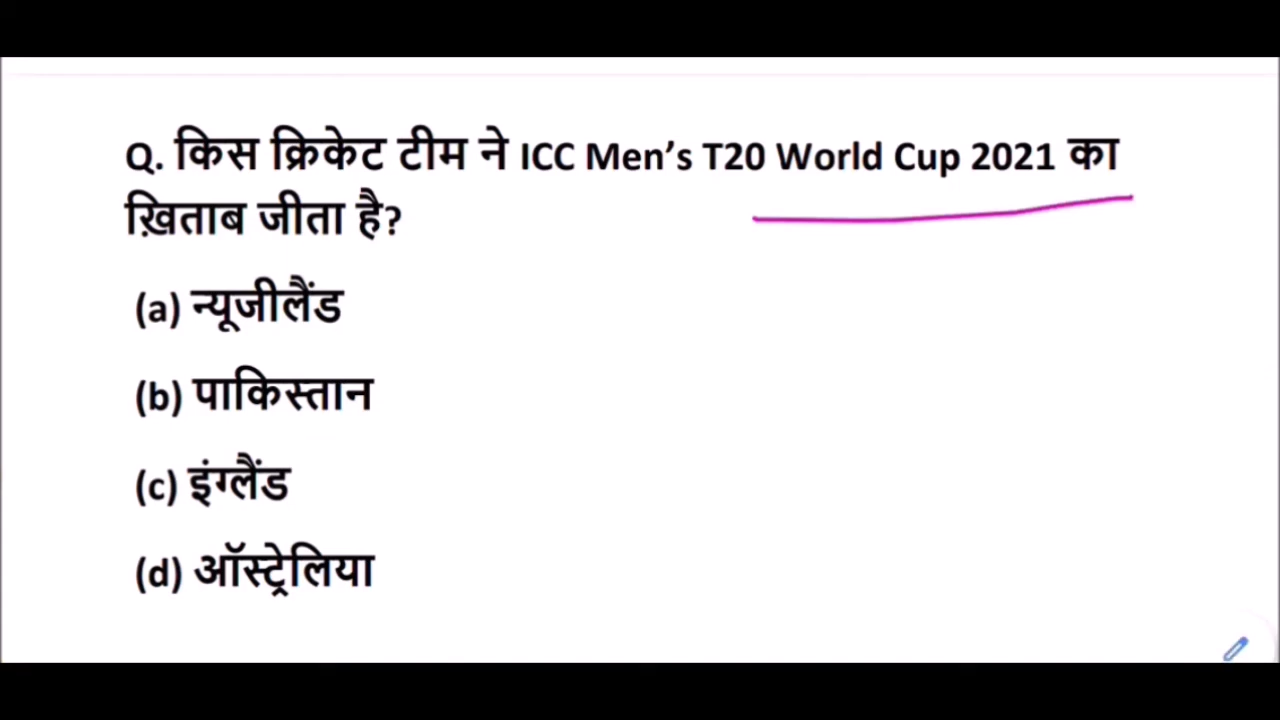 Q. किस क्रिकेट टीम ने ICC Men’s T20 World Cup 2021 का
ख़िताब जीता है?
(a) न्यूजीलैंड
(b) पाकिस्तान
(c) इंग्लैंड
(d) ऑस्ट्रेलिया